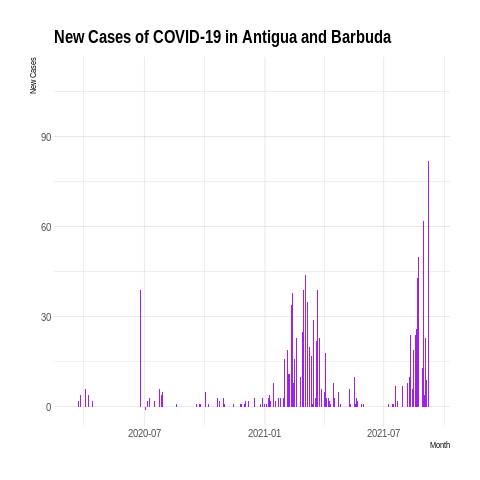 New Cases of COVID-19 in Antigua and Barbuda
New Cases
90
60
30
0
2020-07
2021-01
2021-07
Month